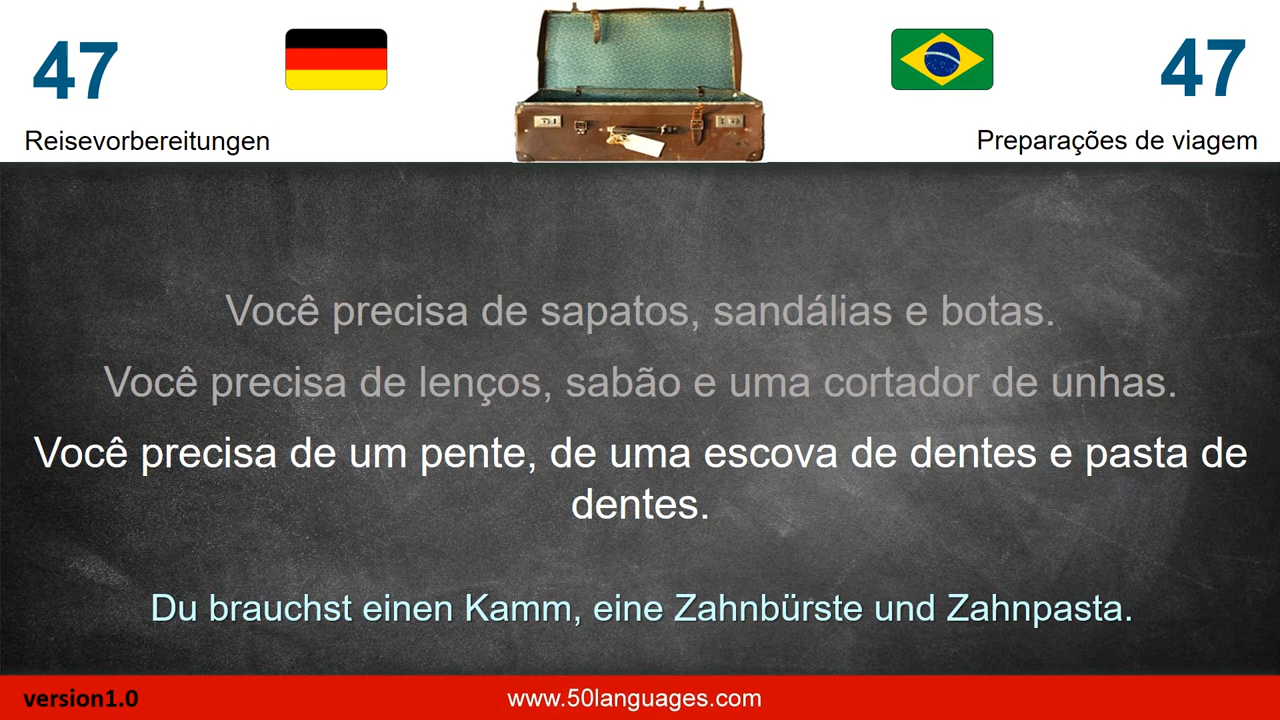 47
47
Reisevorbereitungen
Preparações de viagem
Você precisa de sapatos, sandálias e botas.
Você precisa de lenços, sabão e uma cortador de unhas.
Você precisa de um pente, de uma escova de dentes e pasta de
dentes.
Du brauchst einen Kamm, eine Zahnbürste und Zahnpasta.
version1.0
www.50languages.com